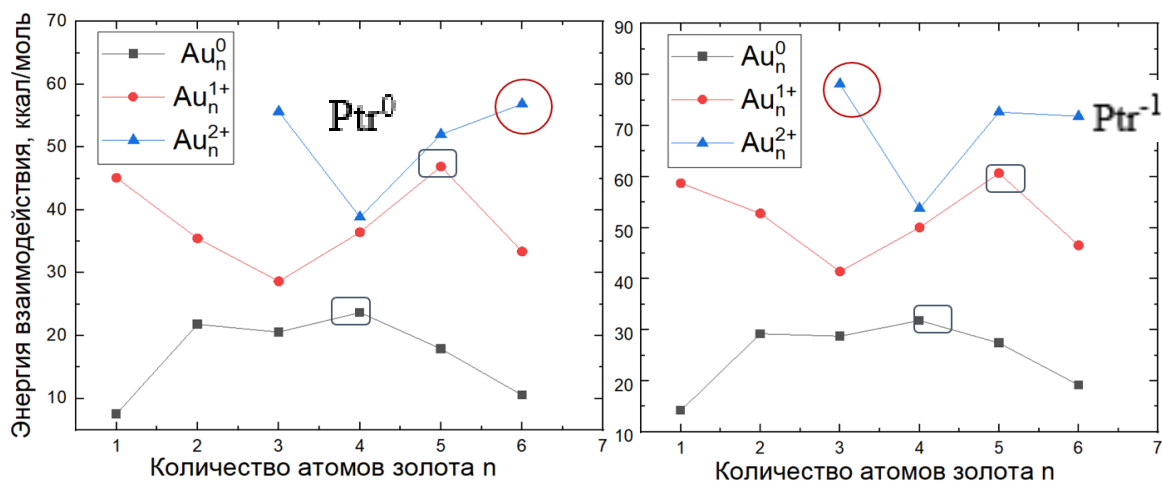 Энергия взаимодействия, ккал/моль
70
60
50
40
30
20
10
Au_n^0
Au_n^1+
Au_n^2+
Ptr^0
1 2 3 4 5 6 7
Количество атомов золота n
90
80
70
60
50
40
30
20
10
Au_n^0
Au_n^1+
Au_n^2+
Ptr^-1
1 2 3 4 5 6 7
Количество атомов золота n